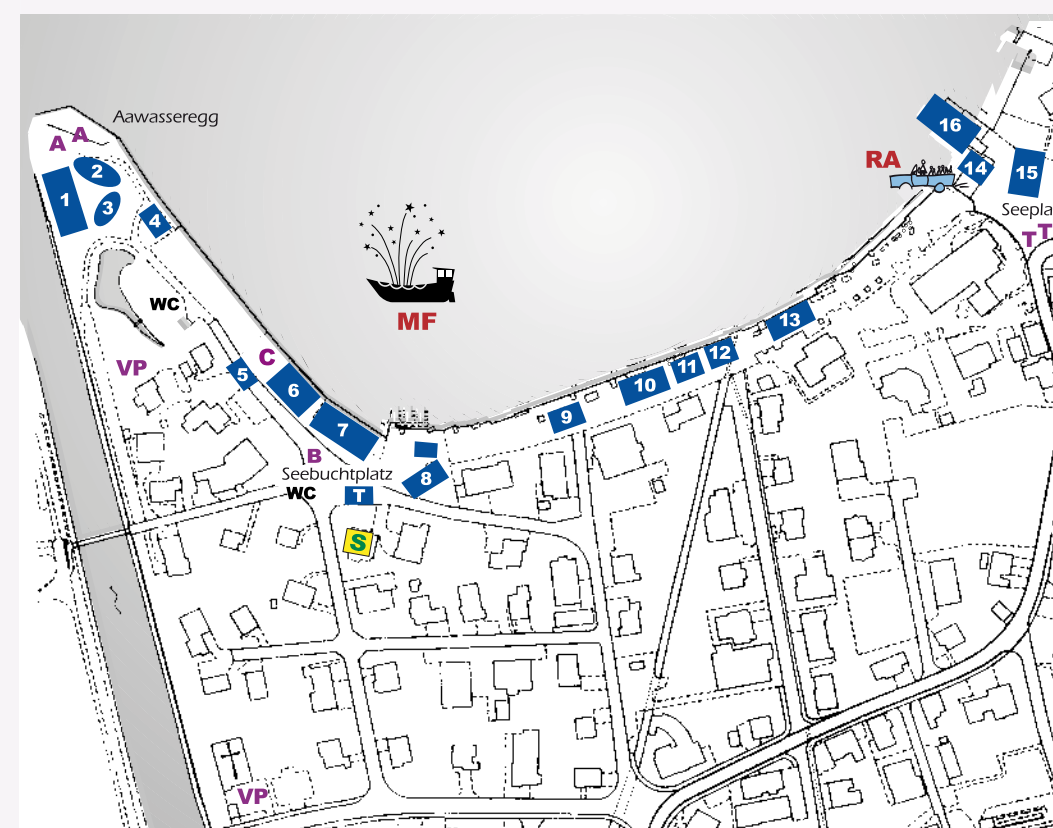 Aawasseregg
A A
1
2
3
4
WC
VP
5
C
6
7
B
Seebuchtplatz
WC
T
8
S
MF
9
10
11
12
13
RA
16
14
15
Seepla
T T
VP